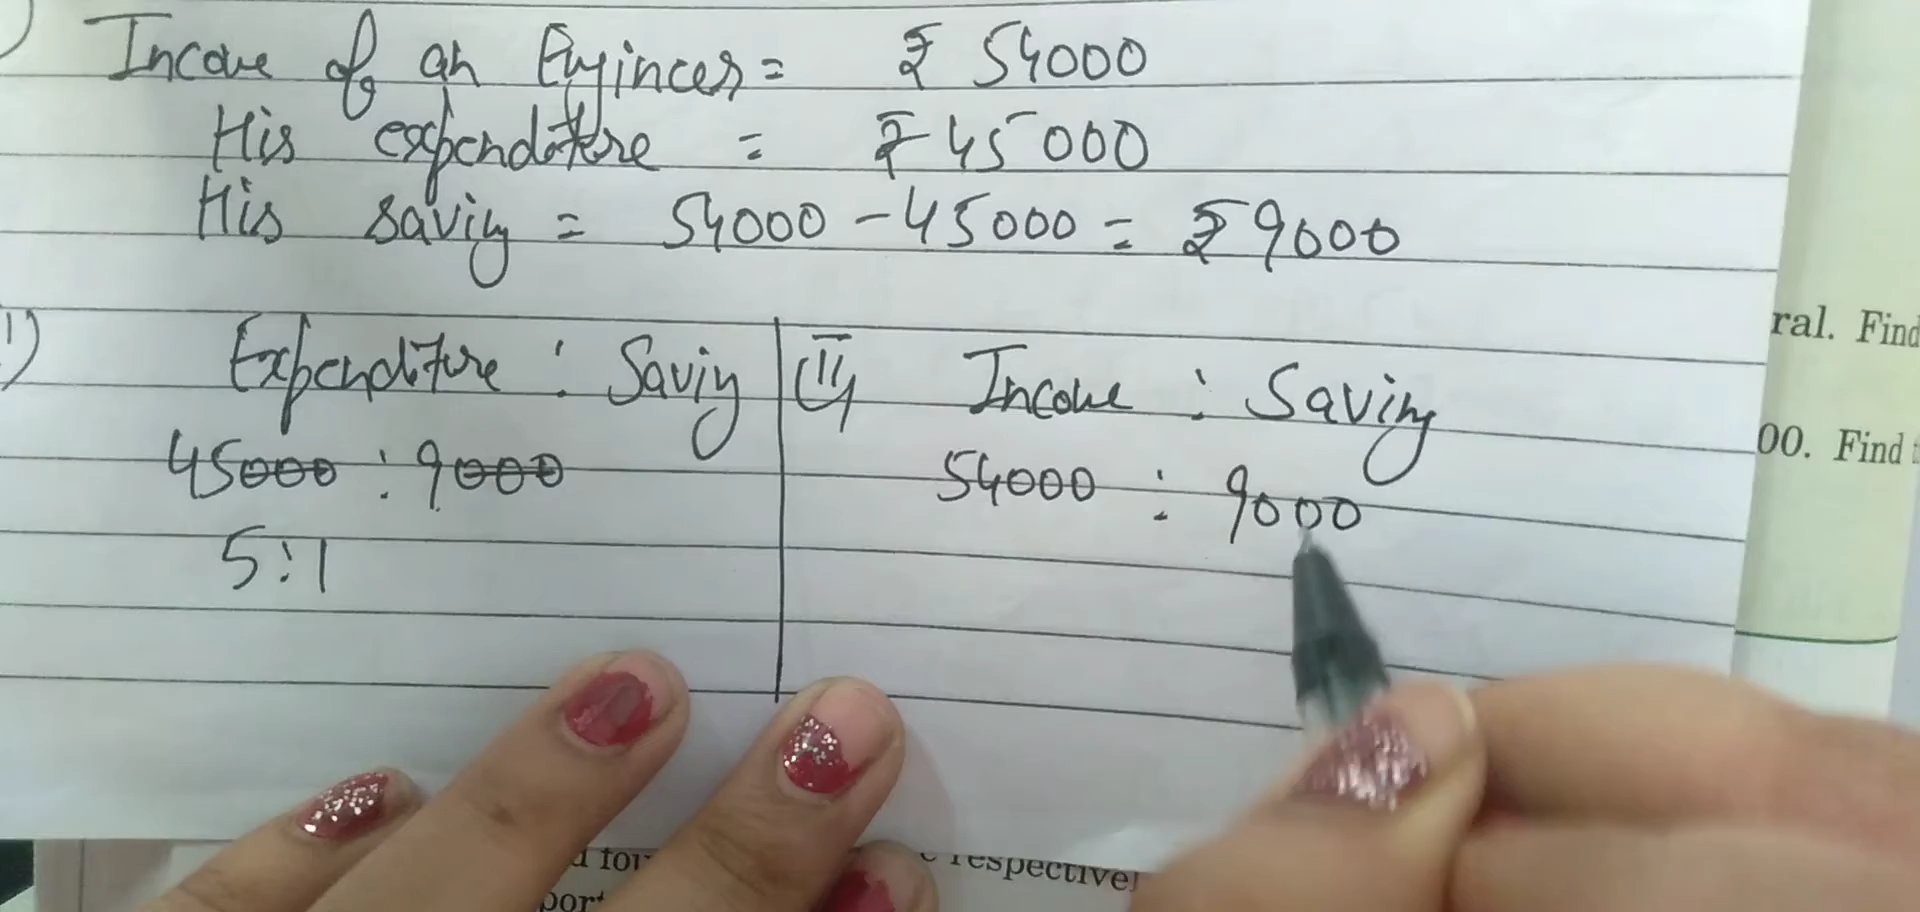 Income of an Engineer = ₹ 54000
His expenditure = ₹ 45000
His saving = 54000 - 45000 = ₹ 9000
Expenditure : Saving
45000 : 9000
5:1
(ii) Income : Saving
54000 : 9000
ral. Find
00. Find
respectivel